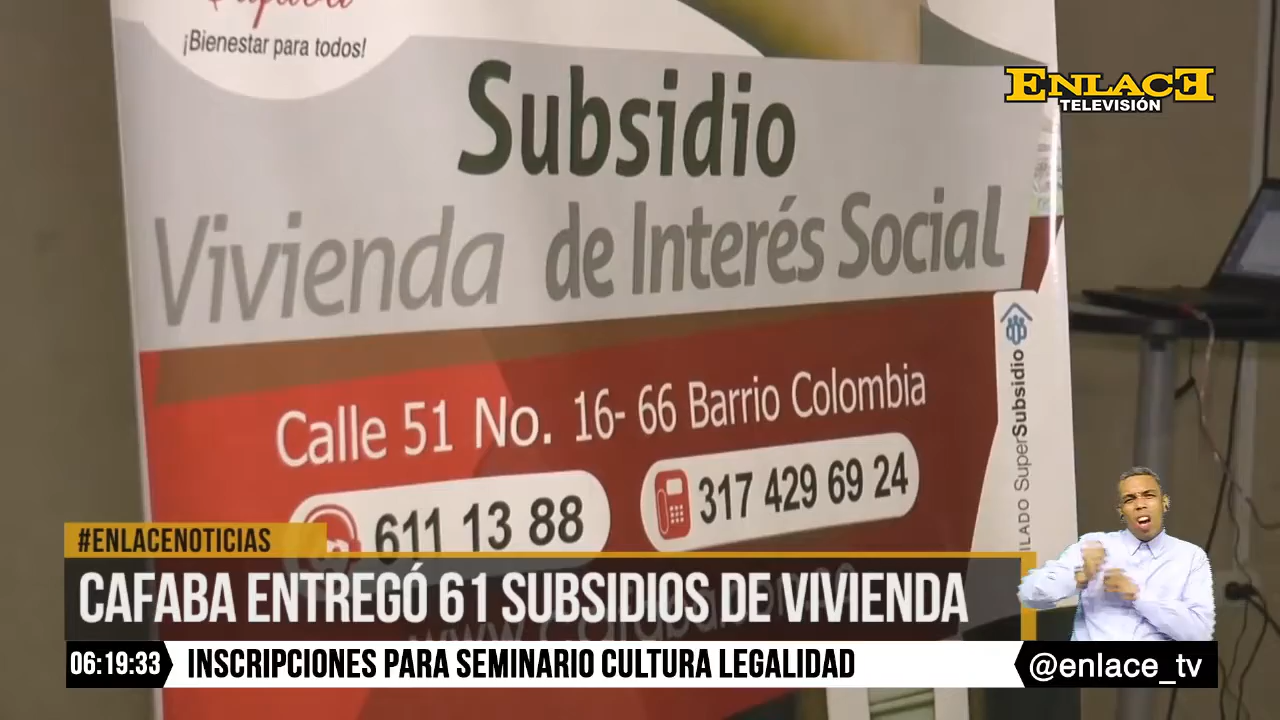 ¡Bienestar para todos!
ENLACE
TELEVISIÓN
Subsidio
Vivienda de Interés Social
Calle 51 No. 16- 66 Barrio Colombia
611 13 88
317 429 69 24
SuperSubsidio
#ENLACENOTICIAS
CAFABA ENTREGÓ 61 SUBSIDIOS DE VIVIENDA
06:19:33
INSCRIPCIONES PARA SEMINARIO CULTURA LEGALIDAD
@enlace_tv